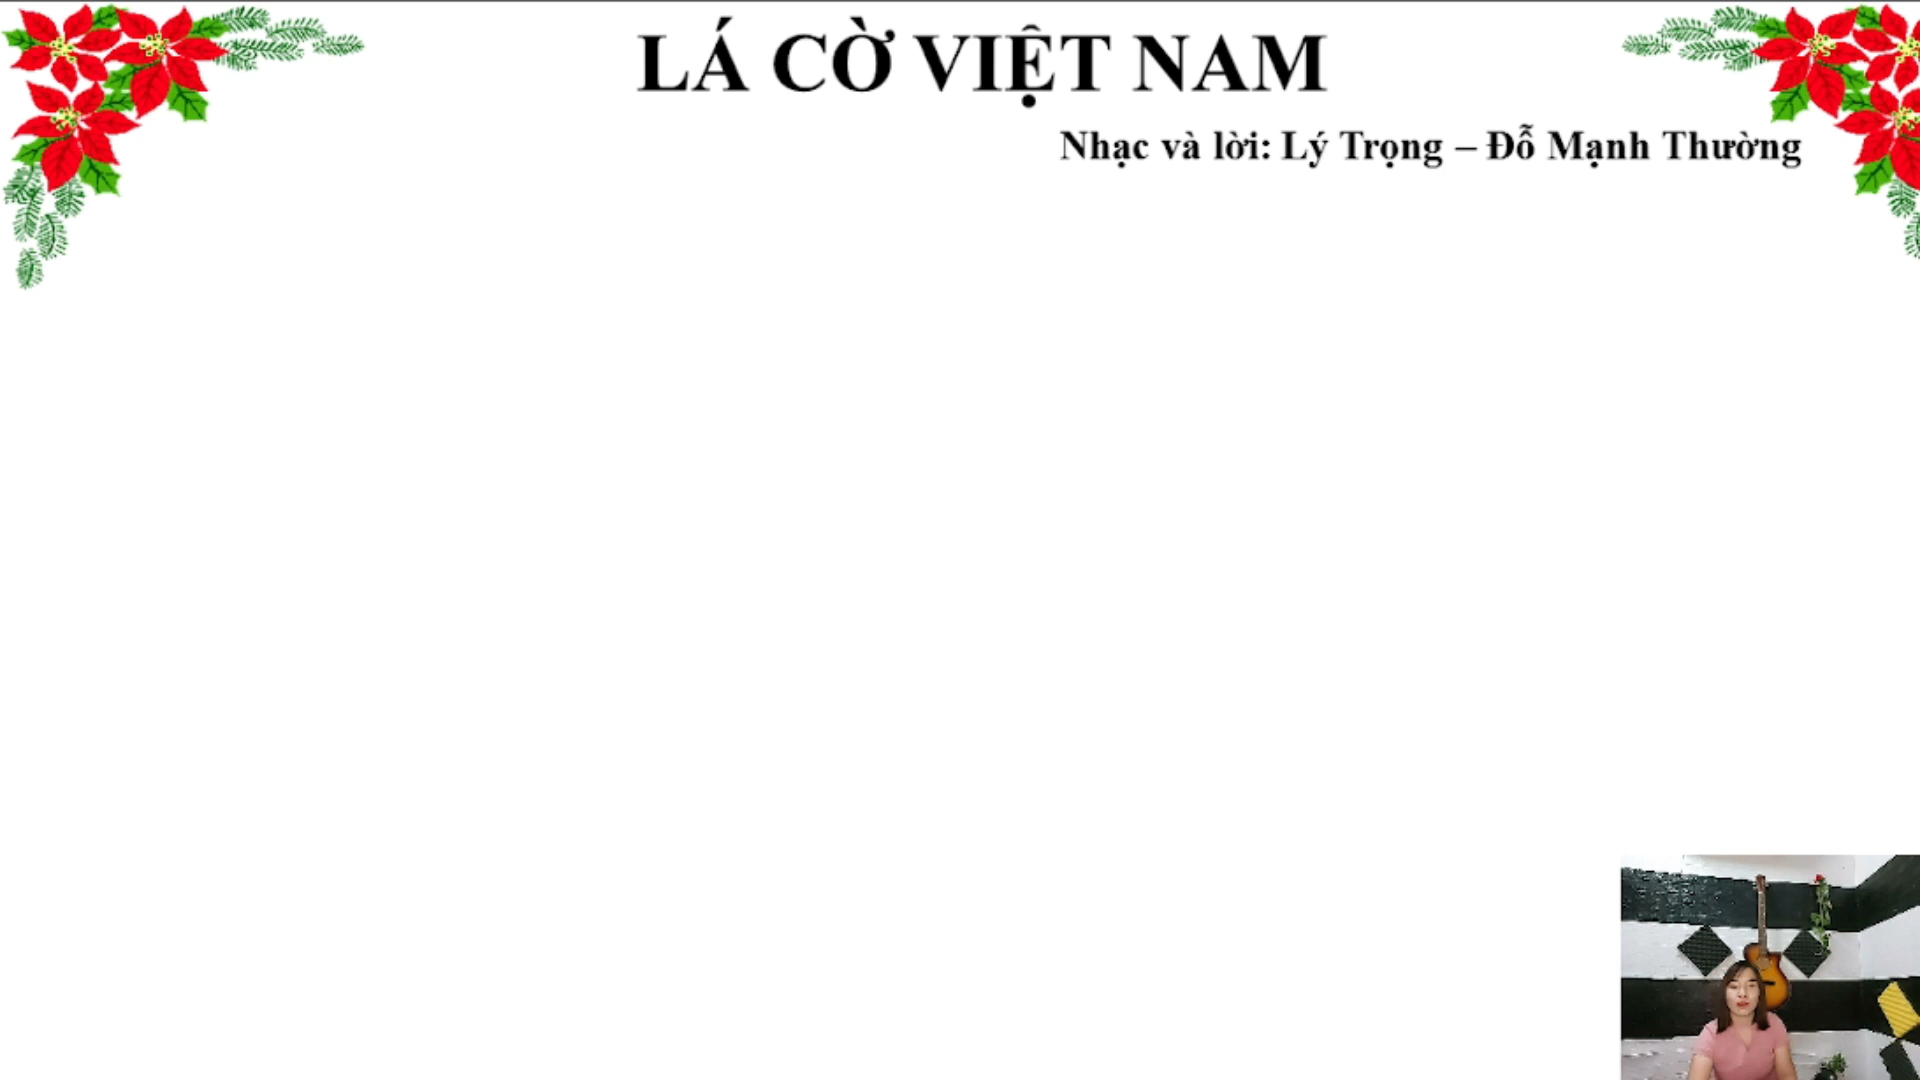 LÁ CỜ VIỆT NAM
Nhạc và lời: Lý Trọng – Đỗ Mạnh Thường